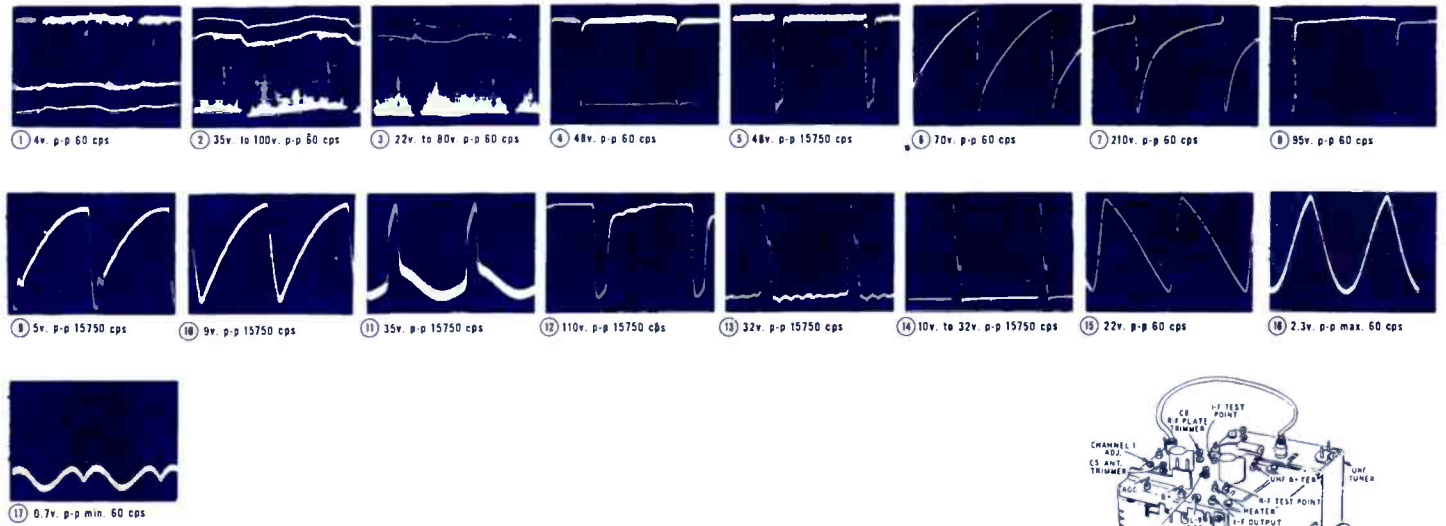 ① 4v. p-p 60 cps
② 35v. to 100v. p-p 60 cps
③ 22v. to 80v. p-p 60 cps
④ 48v. p-p 60 cps
⑤ 48v. p-p 15750 cps
⑥ 70v. p-p 60 cps
⑦ 210v. p-p 60 cps
⑧ 95v. p-p 60 cps
⑨ 5v. p-p 15750 cps
⑩ 9v. p-p 15750 cps
⑪ 35v. p-p 15750 cps
⑫ 110v. p-p 15750 cps
⑬ 32v. p-p 15750 cps
⑭ 10v. to 32v. p-p 15750 cps
⑮ 22v. p-p 60 cps
⑯ 2.3v. p-p max. 60 cps
⑰ 0.7v. p-p min. 60 cps
I-F TEST
POINT
C8
R-F PLATE
TRIMMER
CHANNEL 1
ADJ.
C5 ANT.
TRIMMER
UHF
TUNER
UHF B+
AGC
B+
R-F TEST POINT
HEATER
I-F OUTPUT